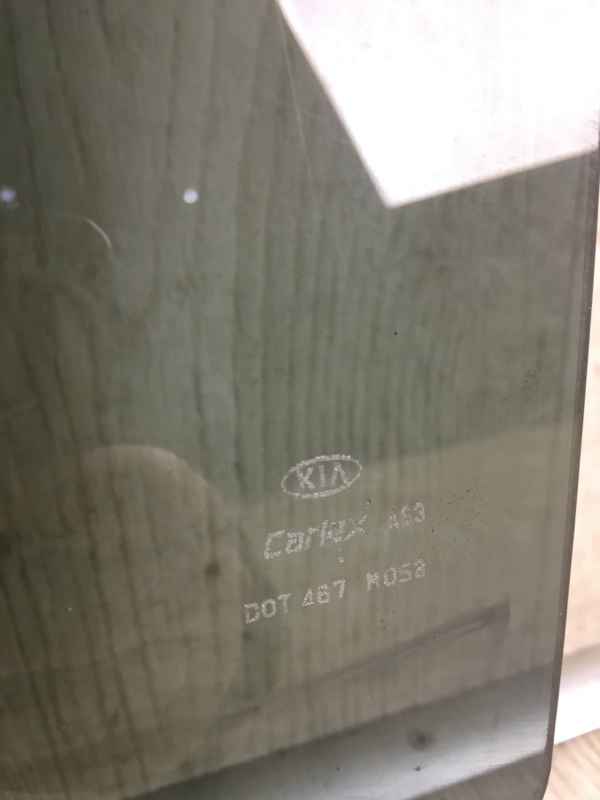 KIA
Carlex AS3
DOT 467 M058